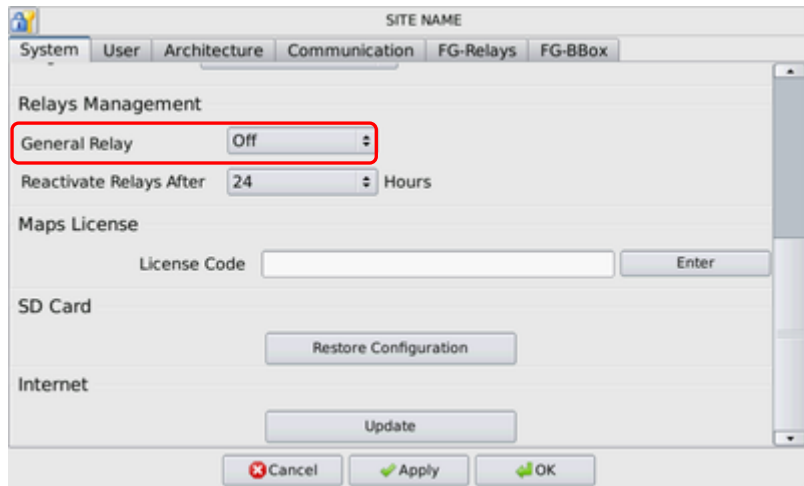 SITE NAME
System User Architecture Communication FG-Relays FG-BBox
Relays Management
General Relay Off
Reactivate Relays After 24 Hours
Maps License
License Code Enter
SD Card
Restore Configuration
Internet
Update
Cancel Apply OK